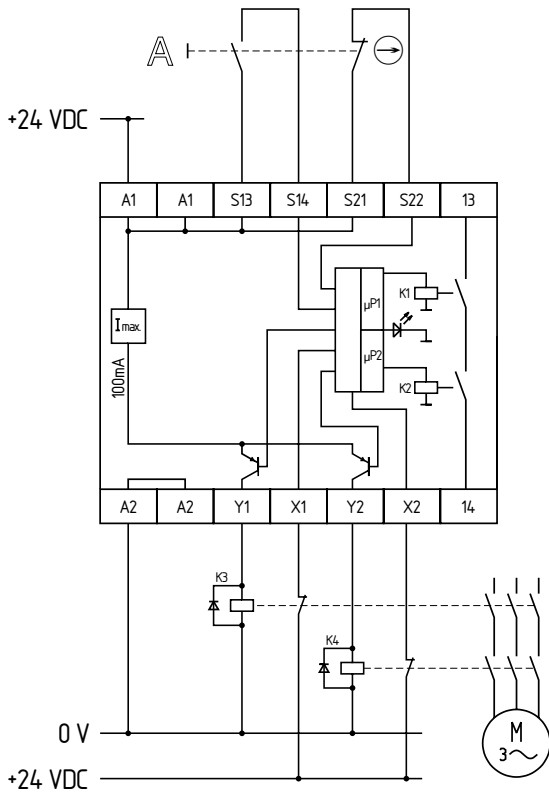 A
+24 VDC
A1 A1 S13 S14 S21 S22 13
µP1
K1
Imax.
µP2
100mA
K2
A2 A2 Y1 X1 Y2 X2 14
K3
K4
M
0 V
3~
+24 VDC